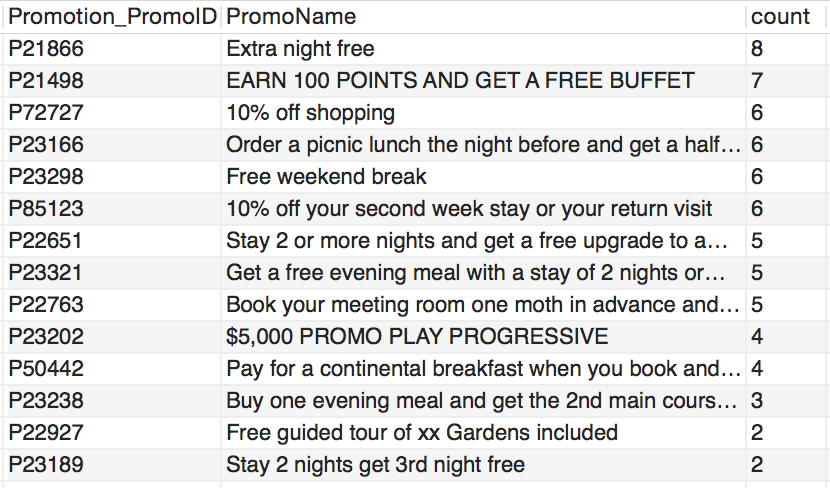 Promotion_PromoID PromoName count
P21866 Extra night free 8
P21498 EARN 100 POINTS AND GET A FREE BUFFET 7
P72727 10% off shopping 6
P23166 Order a picnic lunch the night before and get a half... 6
P23298 Free weekend break 6
P85123 10% off your second week stay or your return visit 6
P22651 Stay 2 or more nights and get a free upgrade to a... 5
P23321 Get a free evening meal with a stay of 2 nights or... 5
P22763 Book your meeting room one moth in advance and... 5
P23202 $5,000 PROMO PLAY PROGRESSIVE 4
P50442 Pay for a continental breakfast when you book and... 4
P23238 Buy one evening meal and get the 2nd main cours... 3
P22927 Free guided tour of xx Gardens included 2
P23189 Stay 2 nights get 3rd night free 2